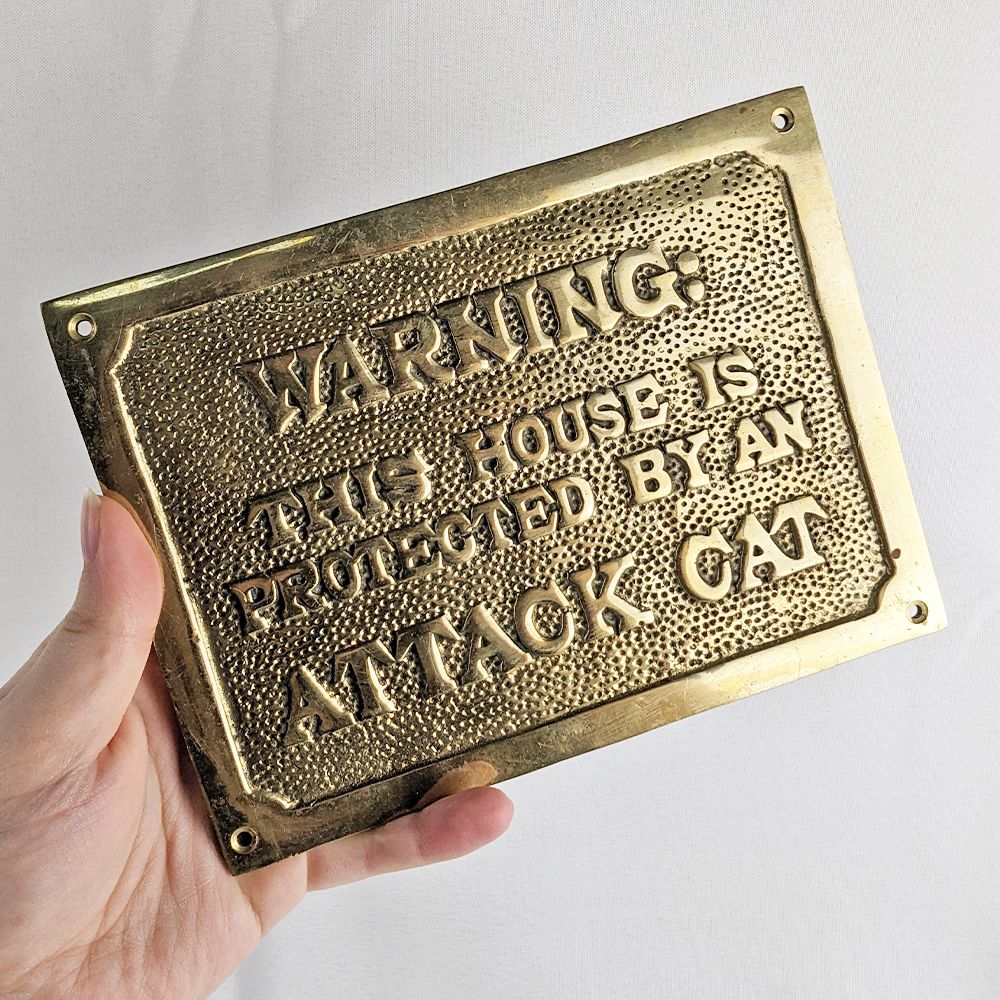 WARNING:
THIS HOUSE IS
PROTECTED BY AN
ATTACK CAT